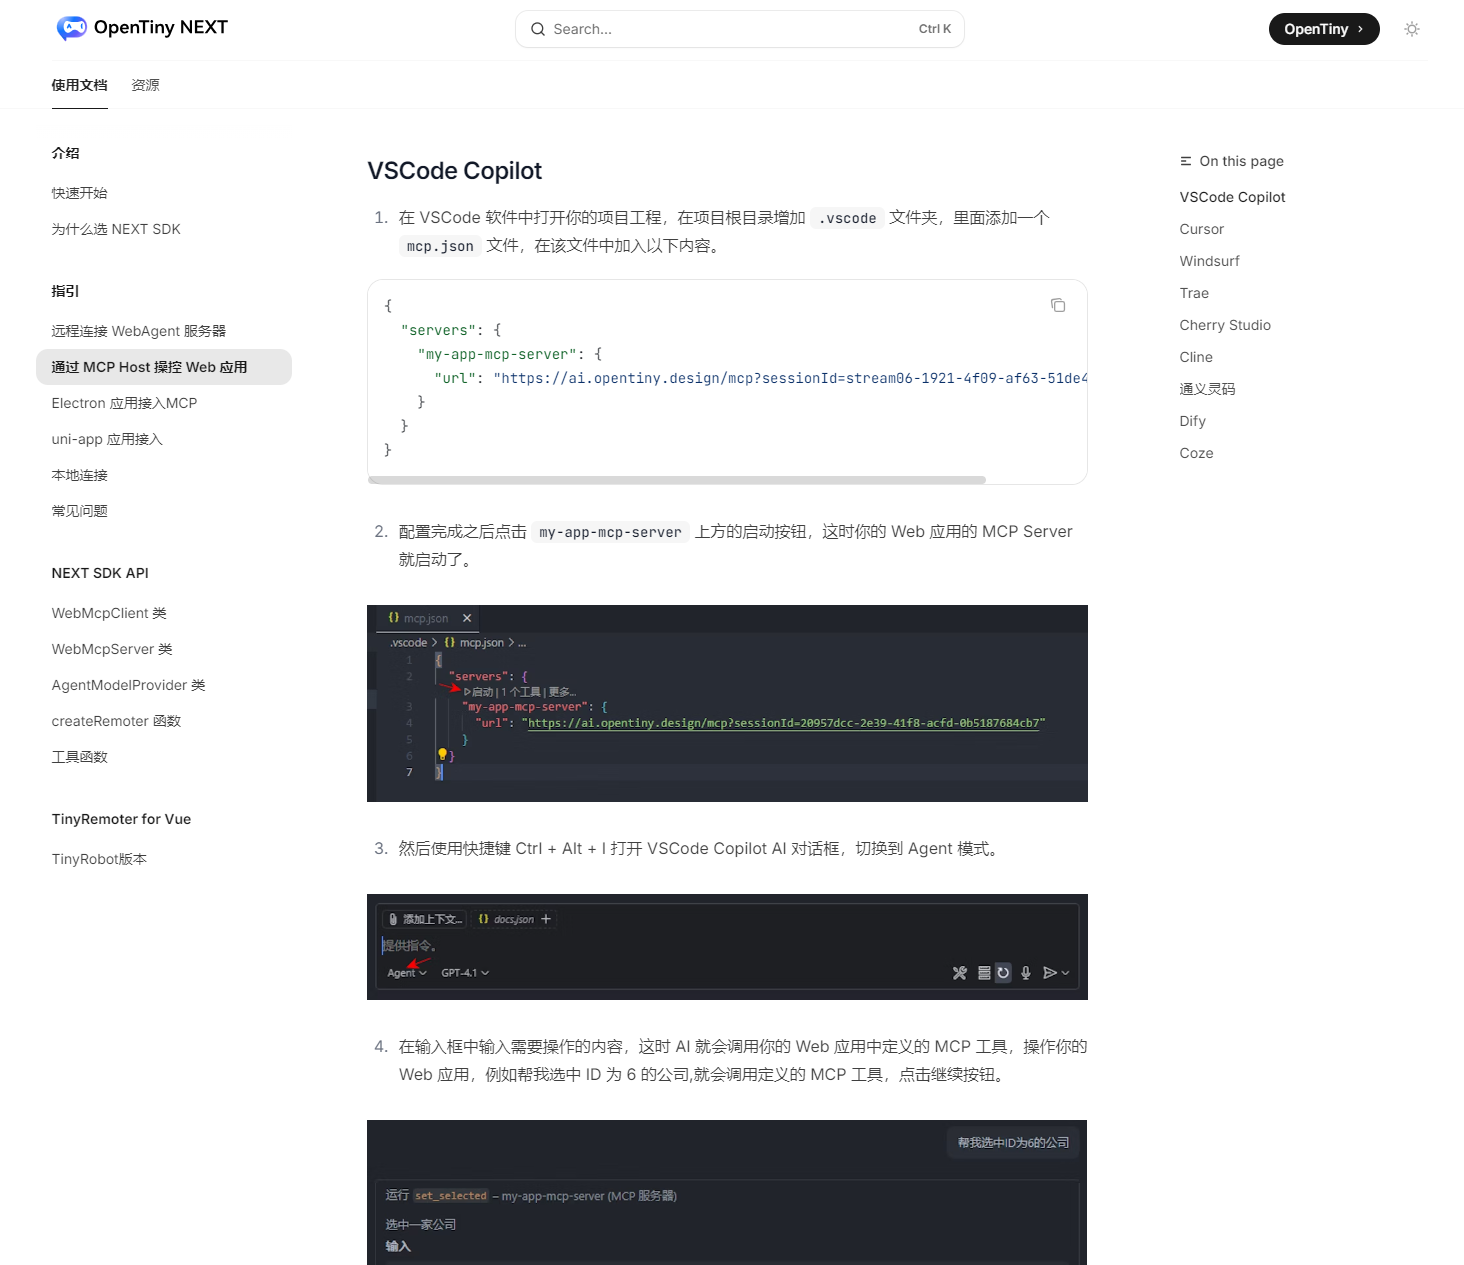 OpenTiny NEXT
Search...
Ctrl K
OpenTiny
使用文档
资源
介绍
快速开始
为什么选 NEXT SDK
指引
远程连接 WebAgent 服务器
通过 MCP Host 操控 Web 应用
Electron 应用接入MCP
uni-app 应用接入
本地连接
常见问题
NEXT SDK API
WebMcpClient 类
WebMcpServer 类
AgentModelProvider 类
createRemoter 函数
工具函数
TinyRemoter for Vue
TinyRobot版本
VSCode Copilot
1. 在 VSCode 软件中打开你的项目工程，在项目根目录增加 .vscode 文件夹，里面添加一个
mcp.json 文件，在该文件中加入以下内容。
{
"servers": {
"my-app-mcp-server": {
"url": "https://ai.opentiny.design/mcp?sessionId=stream06-1921-4f09-af63-51de4
}
}
}
2. 配置完成之后点击 my-app-mcp-server 上方的启动按钮，这时你的 Web 应用的 MCP Server
就启动了。
mcp.json
.vscode > {} mcp.json > ...
1 {
2 "servers": {
启动 | 1 个工具 | 更多...
3 "my-app-mcp-server": {
4 "url": "https://ai.opentiny.design/mcp?sessionId=20957dcc-2e39-41f8-acfd-0b5187684cb7"
5 }
6 }
7 }
3. 然后使用快捷键 Ctrl + Alt + I 打开 VSCode Copilot AI 对话框，切换到 Agent 模式。
添加上下文...
{} docs.json +
提供指令。
Agent
GPT-4.1
4. 在输入框中输入需要操作的内容，这时 AI 就会调用你的 Web 应用中定义的 MCP 工具，操作你的
Web 应用，例如帮我选中 ID 为 6 的公司,就会调用定义的 MCP 工具，点击继续按钮。
帮我选中ID为6的公司
运行 set_selected – my-app-mcp-server (MCP 服务器)
选中一家公司
输入
On this page
VSCode Copilot
Cursor
Windsurf
Trae
Cherry Studio
Cline
通义灵码
Dify
Coze